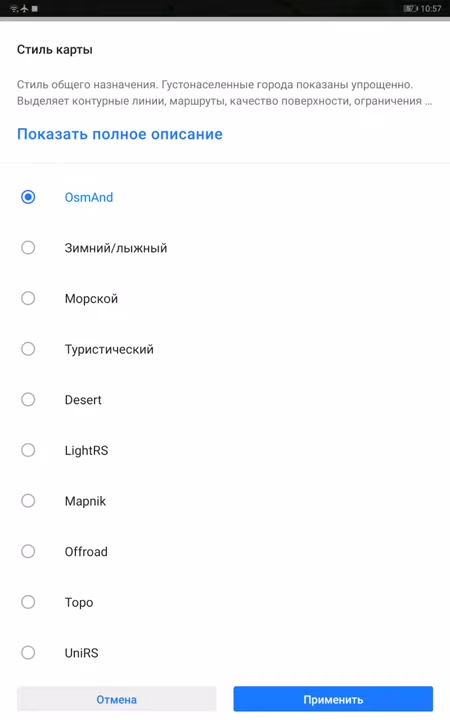 10:57
Стиль карты
Стиль общего назначения. Густонаселенные города показаны упрощенно.
Выделяет контурные линии, маршруты, качество поверхности, ограничения ...
Показать полное описание
OsmAnd
Зимний/лыжный
Морской
Туристический
Desert
LightRS
Mapnik
Offroad
Topo
UniRS
Отмена
Применить